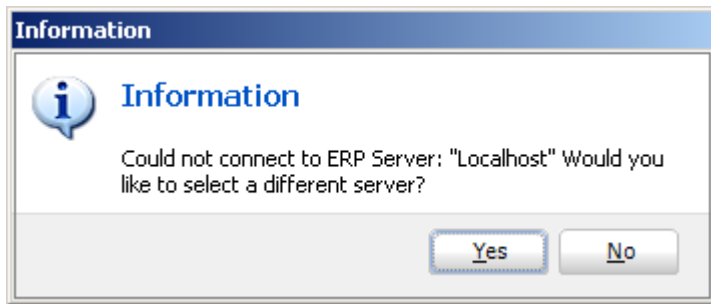 Information
Information
Could not connect to ERP Server: "Localhost" Would you
like to select a different server?
Yes No